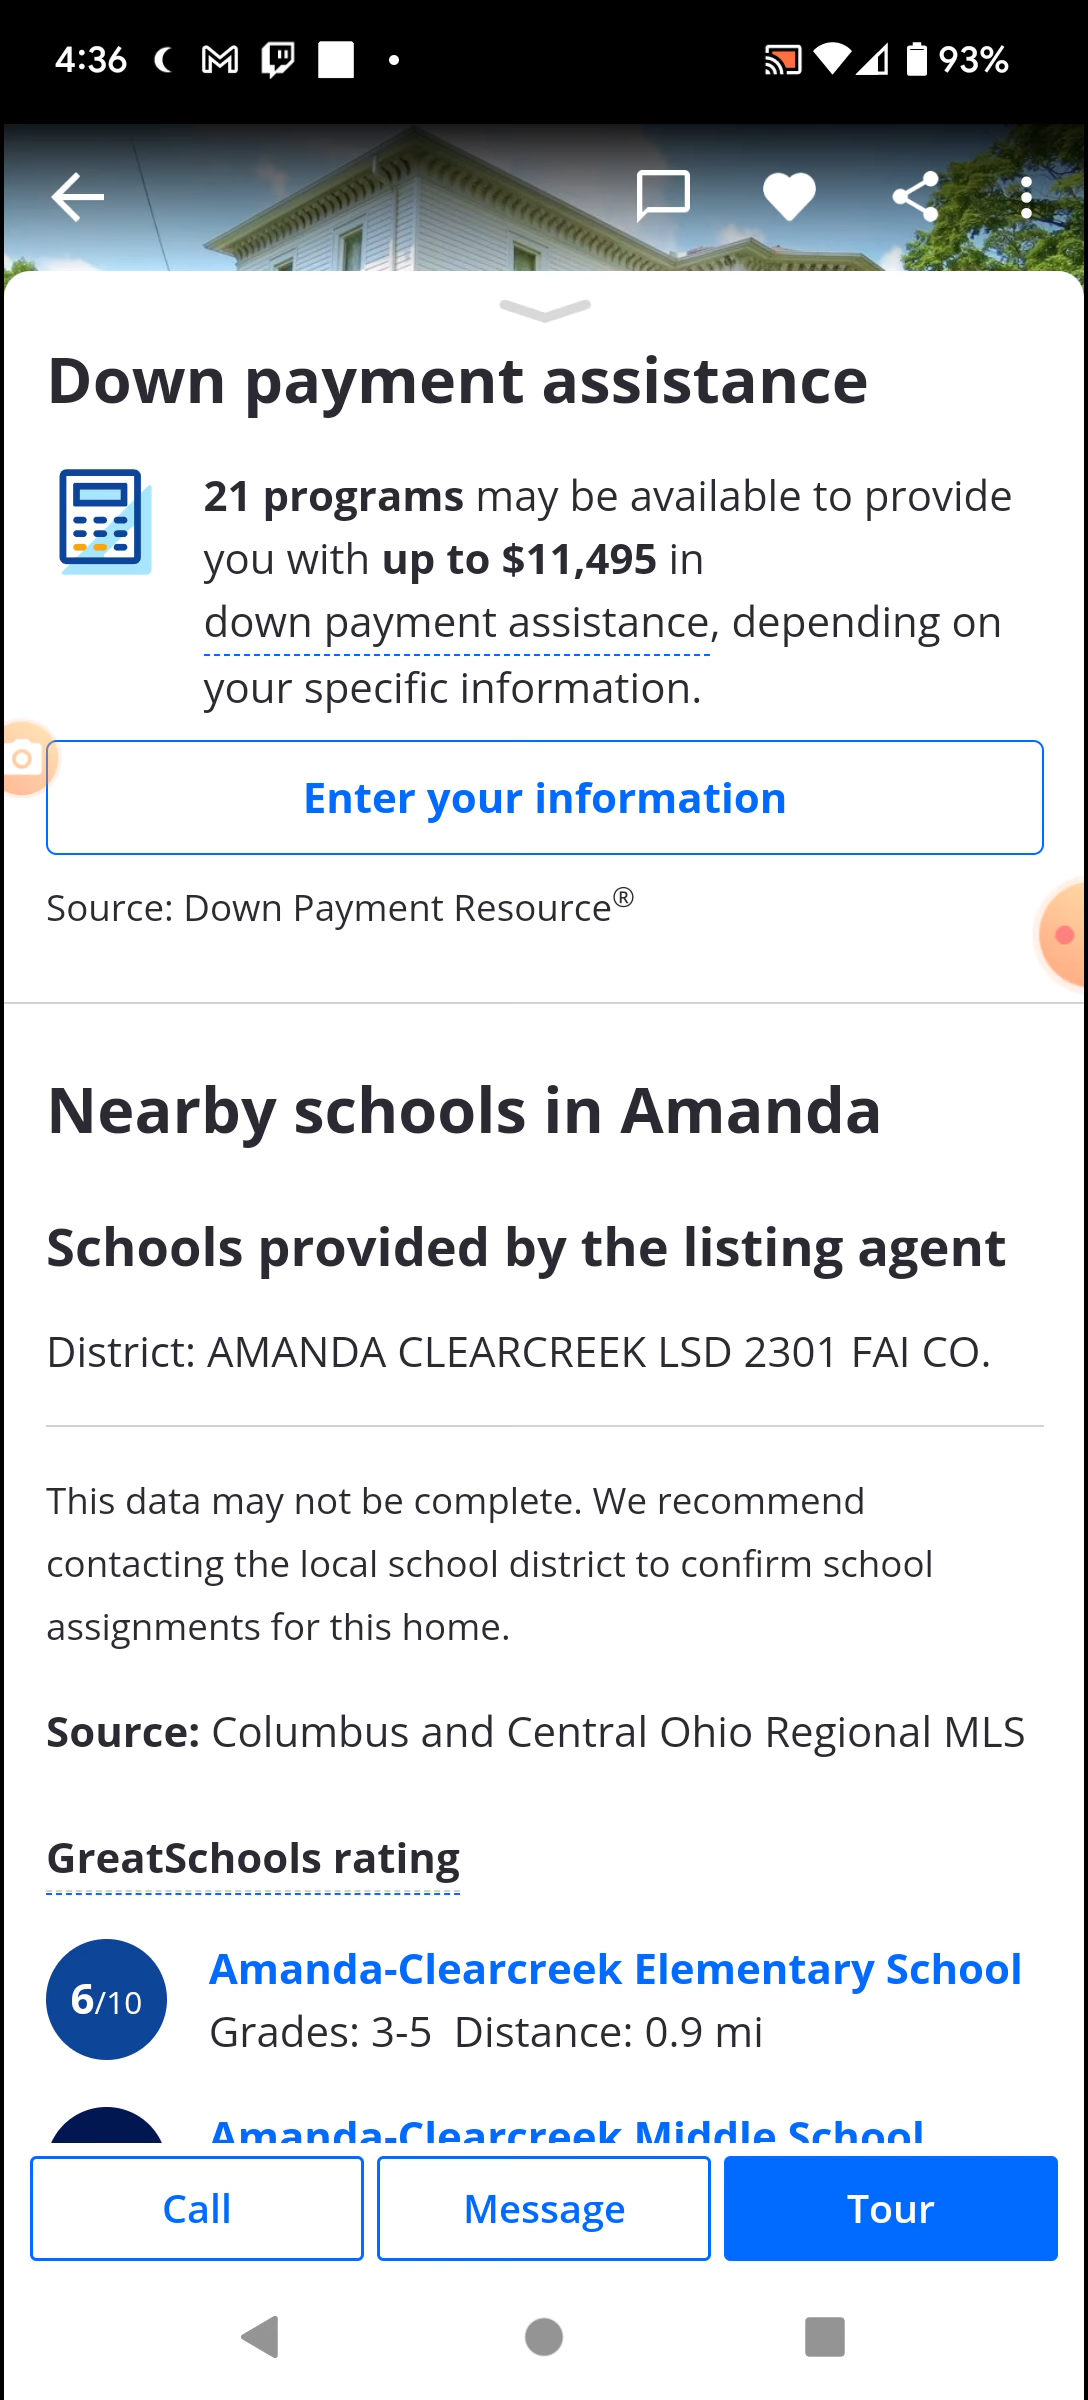 4:36
93%
Down payment assistance
21 programs may be available to provide
you with up to $11,495 in
down payment assistance, depending on
your specific information.
Enter your information
Source: Down Payment Resource®
Nearby schools in Amanda
Schools provided by the listing agent
District: AMANDA CLEARCREEK LSD 2301 FAI CO.
This data may not be complete. We recommend
contacting the local school district to confirm school
assignments for this home.
Source: Columbus and Central Ohio Regional MLS
GreatSchools rating
6/10
Amanda-Clearcreek Elementary School
Grades: 3-5 Distance: 0.9 mi
Amanda-Clearcreek Middle School
Call
Message
Tour